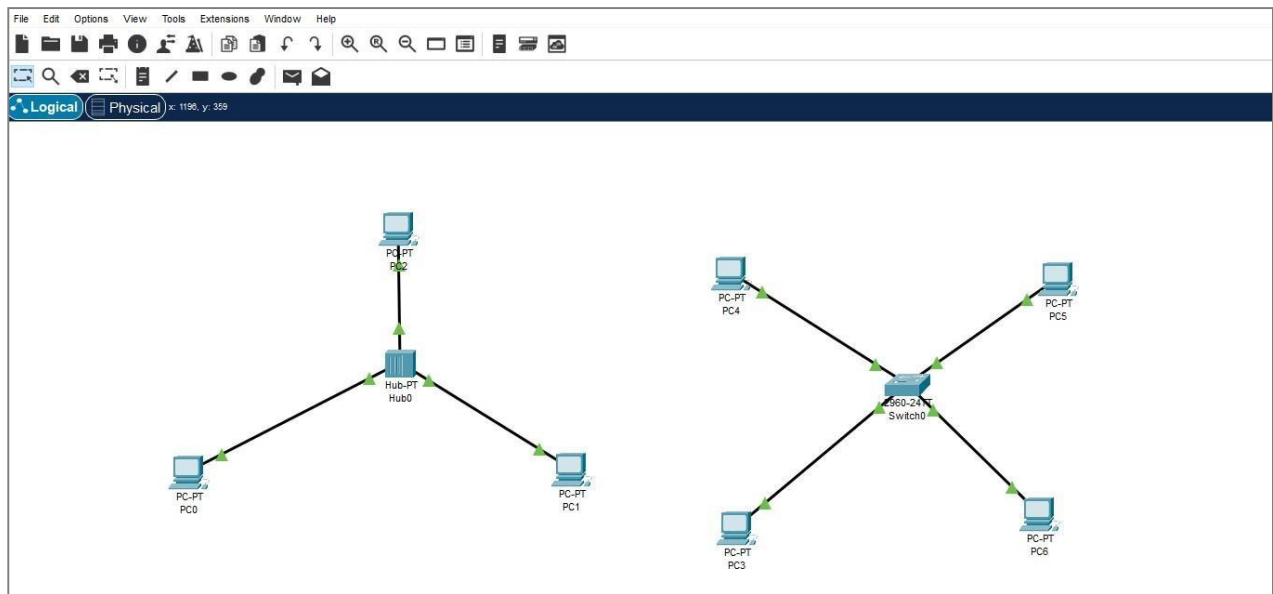 File Edit Options View Tools Extensions Window Help
Logical Physical x: 1196, y: 359
PC-PT
PC2
PC-PT
PC4
PC-PT
PC5
Hub-PT
Hub0
2960-24TT
Switch0
PC-PT
PC0
PC-PT
PC1
PC-PT
PC3
PC-PT
PC6